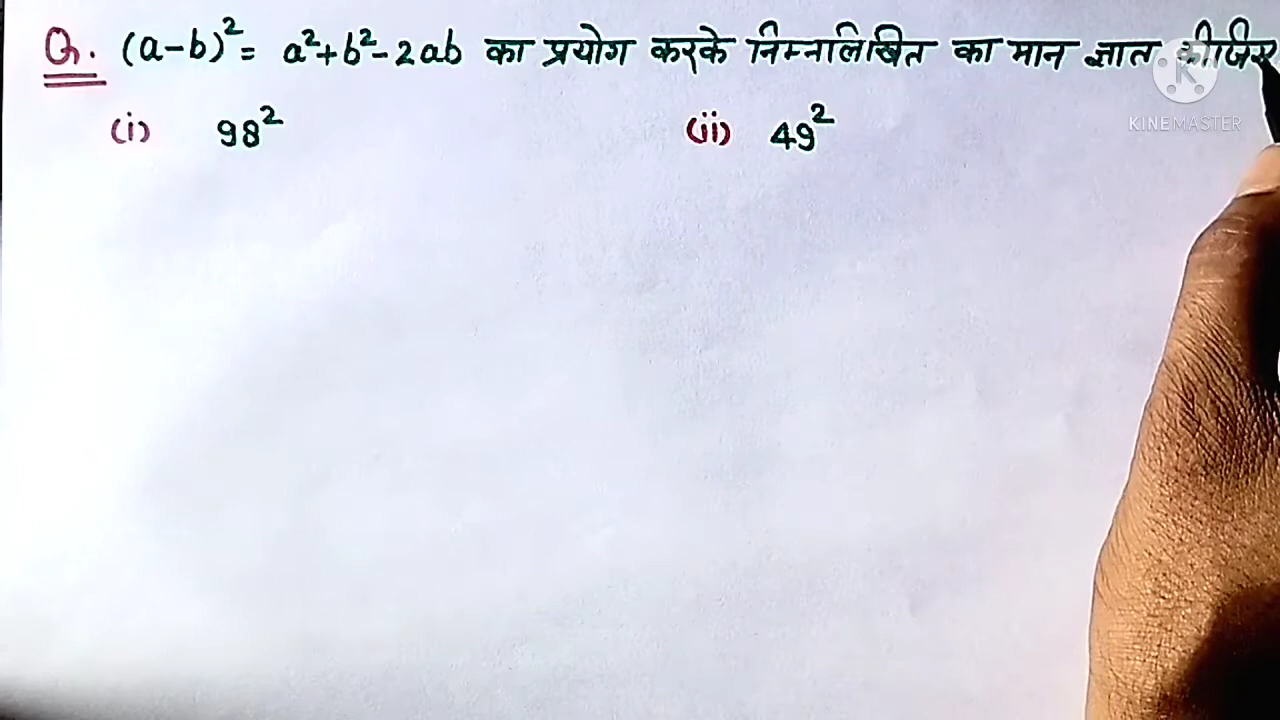 Q. (a-b)²= a²+b²-2ab का प्रयोग करके निम्नलिखित का मान ज्ञात कीजिए
(i) 98² (ii) 49²
KINEMASTER